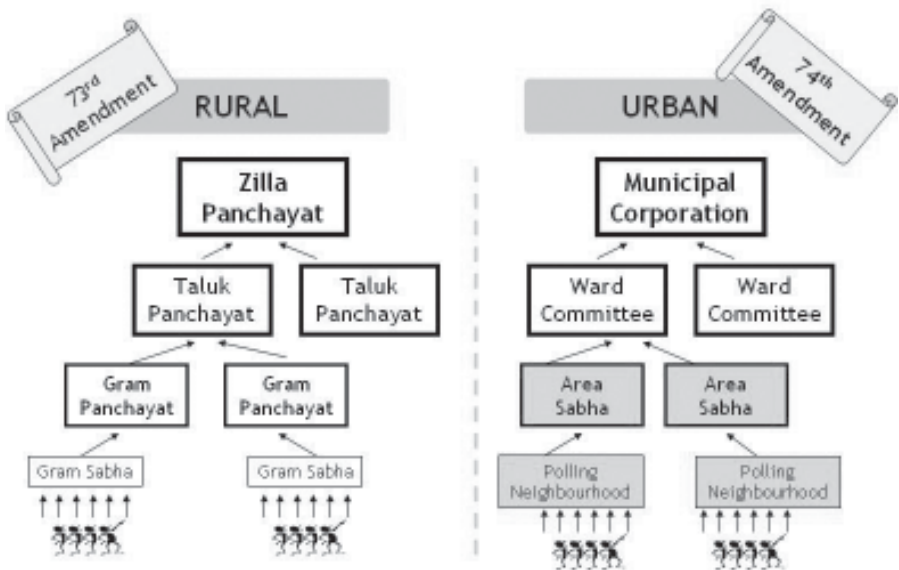 73rd
Amendment
RURAL
Zilla
Panchayat
Taluk
Panchayat
Taluk
Panchayat
Gram
Panchayat
Gram
Panchayat
Gram Sabha
Gram Sabha
URBAN
74th
Amendment
Municipal
Corporation
Ward
Committee
Ward
Committee
Area
Sabha
Area
Sabha
Polling
Neighbourhood
Polling
Neighbourhood